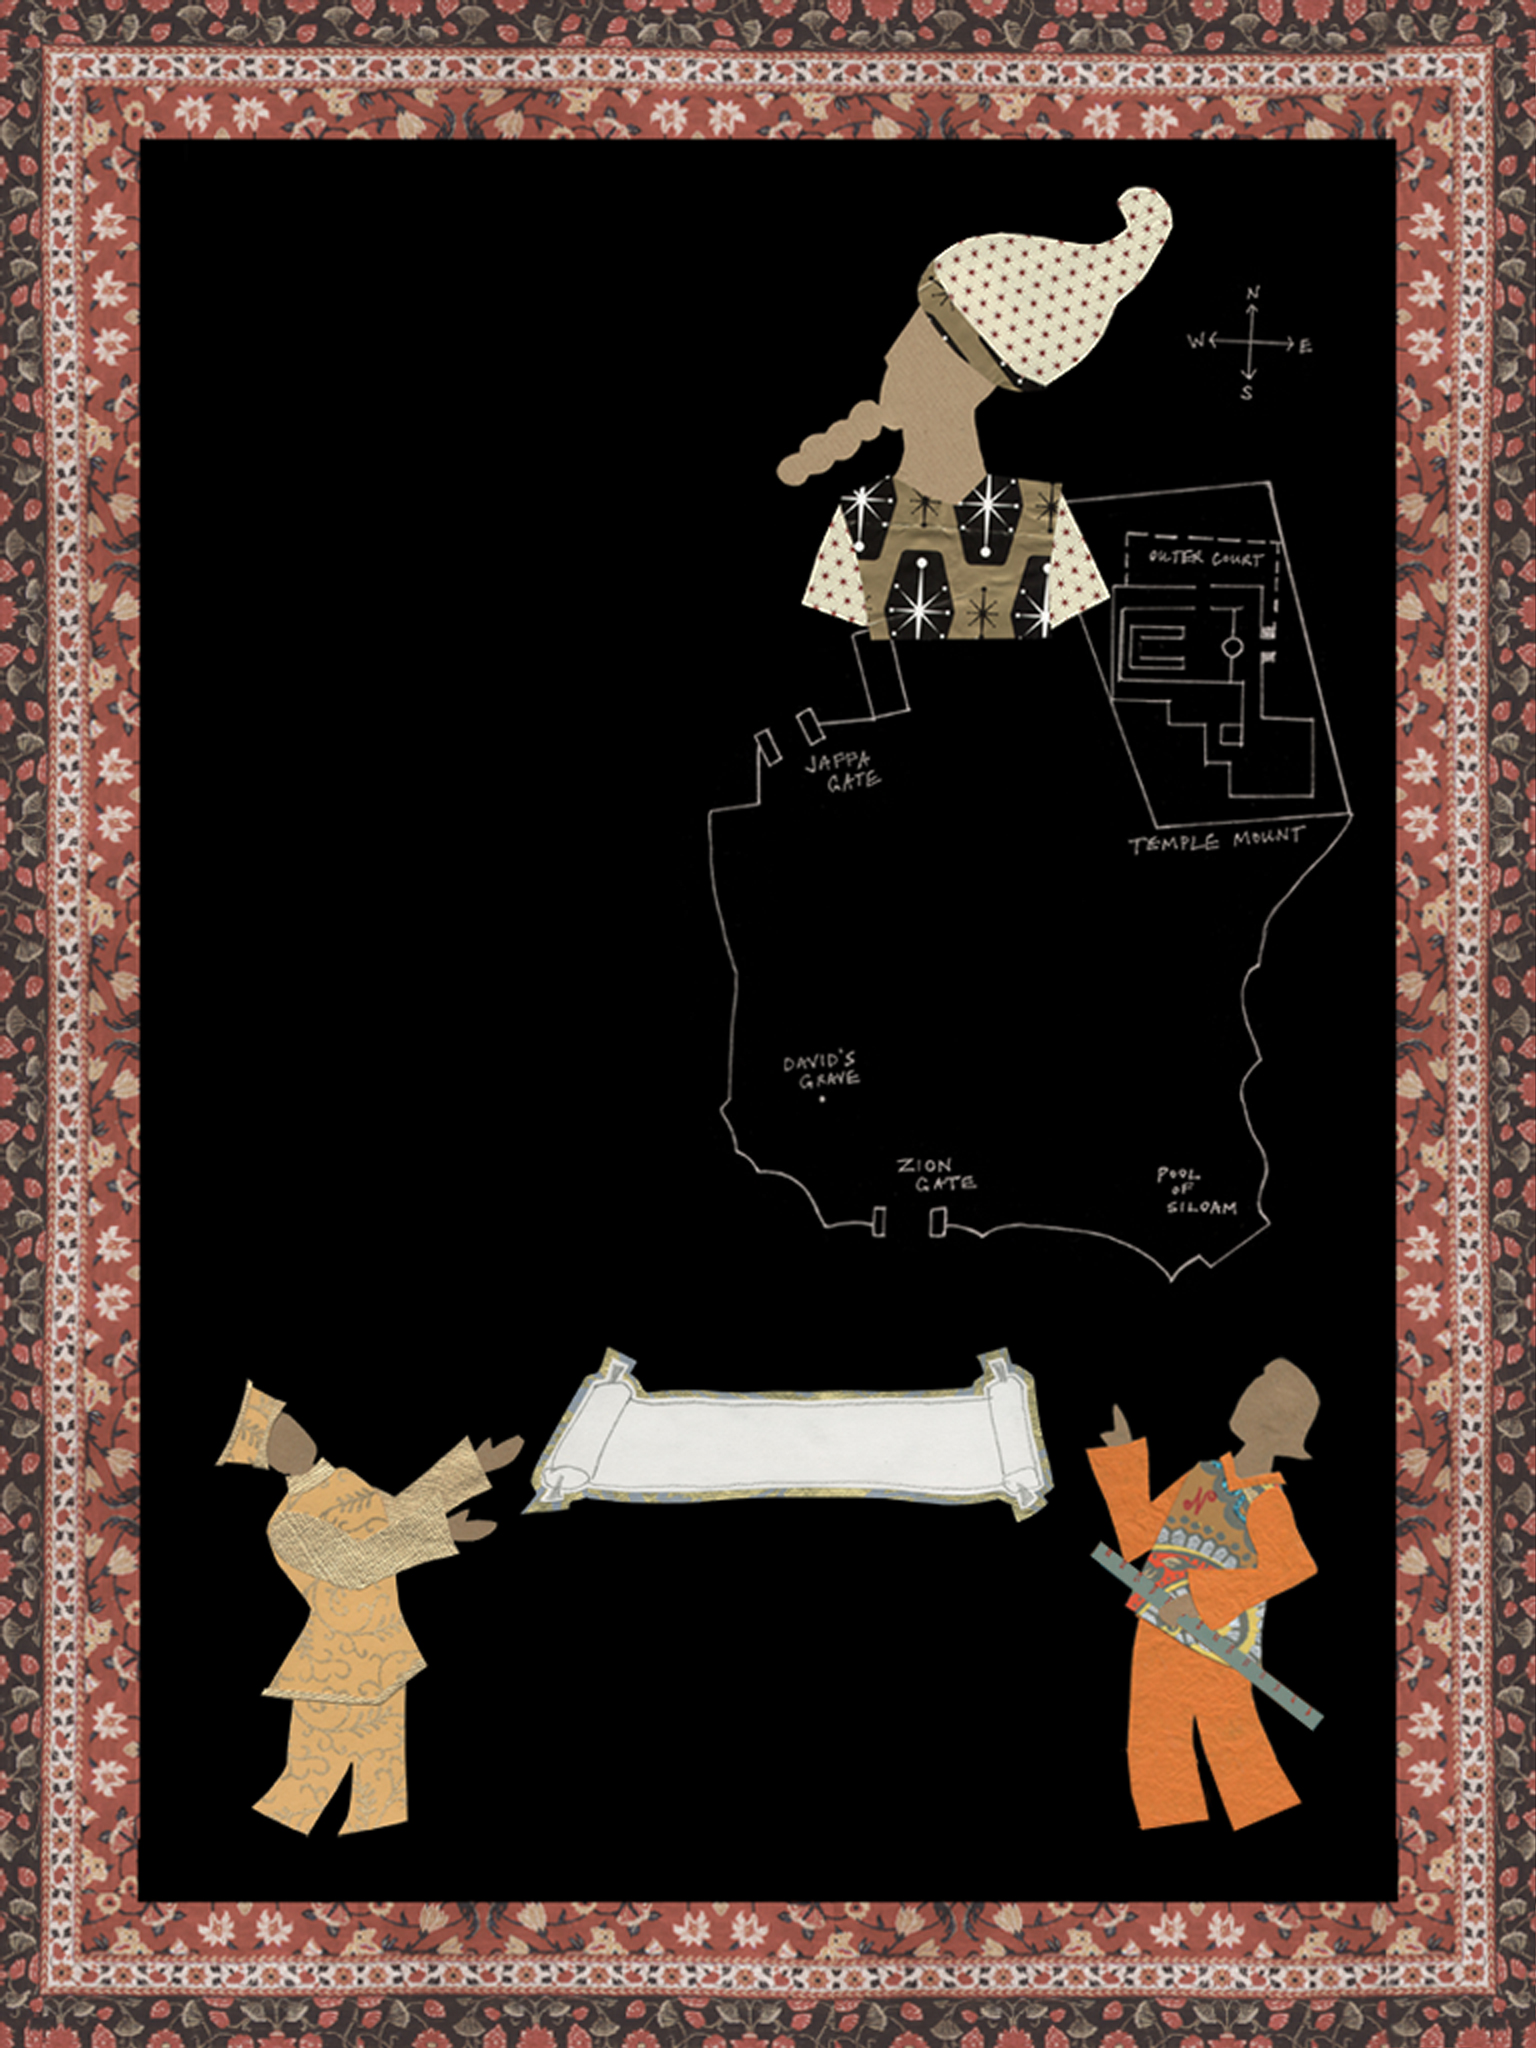 N
W E
S
OUTER COURT
JAFFA
GATE
TEMPLE MOUNT
DAVID'S
GRAVE
ZION
GATE
POOL
OF
SILOAM